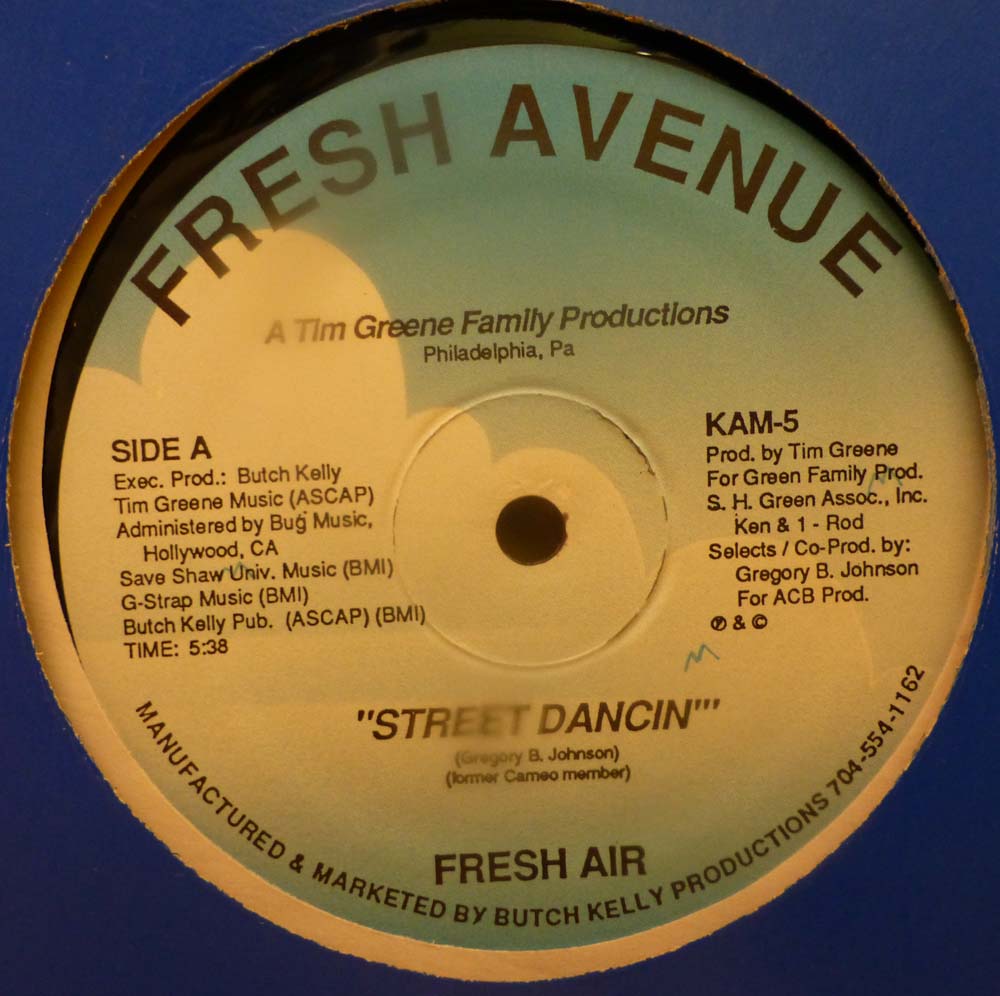 FRESH AVENUE
A Tim Greene Family Productions
Philadelphia, Pa
SIDE A
Exec. Prod.: Butch Kelly
Tim Greene Music (ASCAP)
Administered by Bug Music,
Hollywood, CA
Save Shaw Univ. Music (BMI)
G-Strap Music (BMI)
Butch Kelly Pub. (ASCAP) (BMI)
TIME: 5:38
KAM-5
Prod. by Tim Greene
For Green Family Prod.
S. H. Green Assoc., Inc.
Ken & 1 - Rod
Selects / Co-Prod. by:
Gregory B. Johnson
For ACB Prod.
℗ & ©
"STREET DANCIN'"
(Gregory B. Johnson)
(former Cameo member)
FRESH AIR
MANUFACTURED & MARKETED BY BUTCH KELLY PRODUCTIONS 704-554-1162